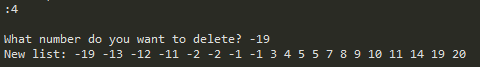 :4
What number do you want to delete? -19
New list: -19 -13 -12 -11 -2 -2 -1 -1 3 4 5 5 7 8 9 10 11 14 19 20